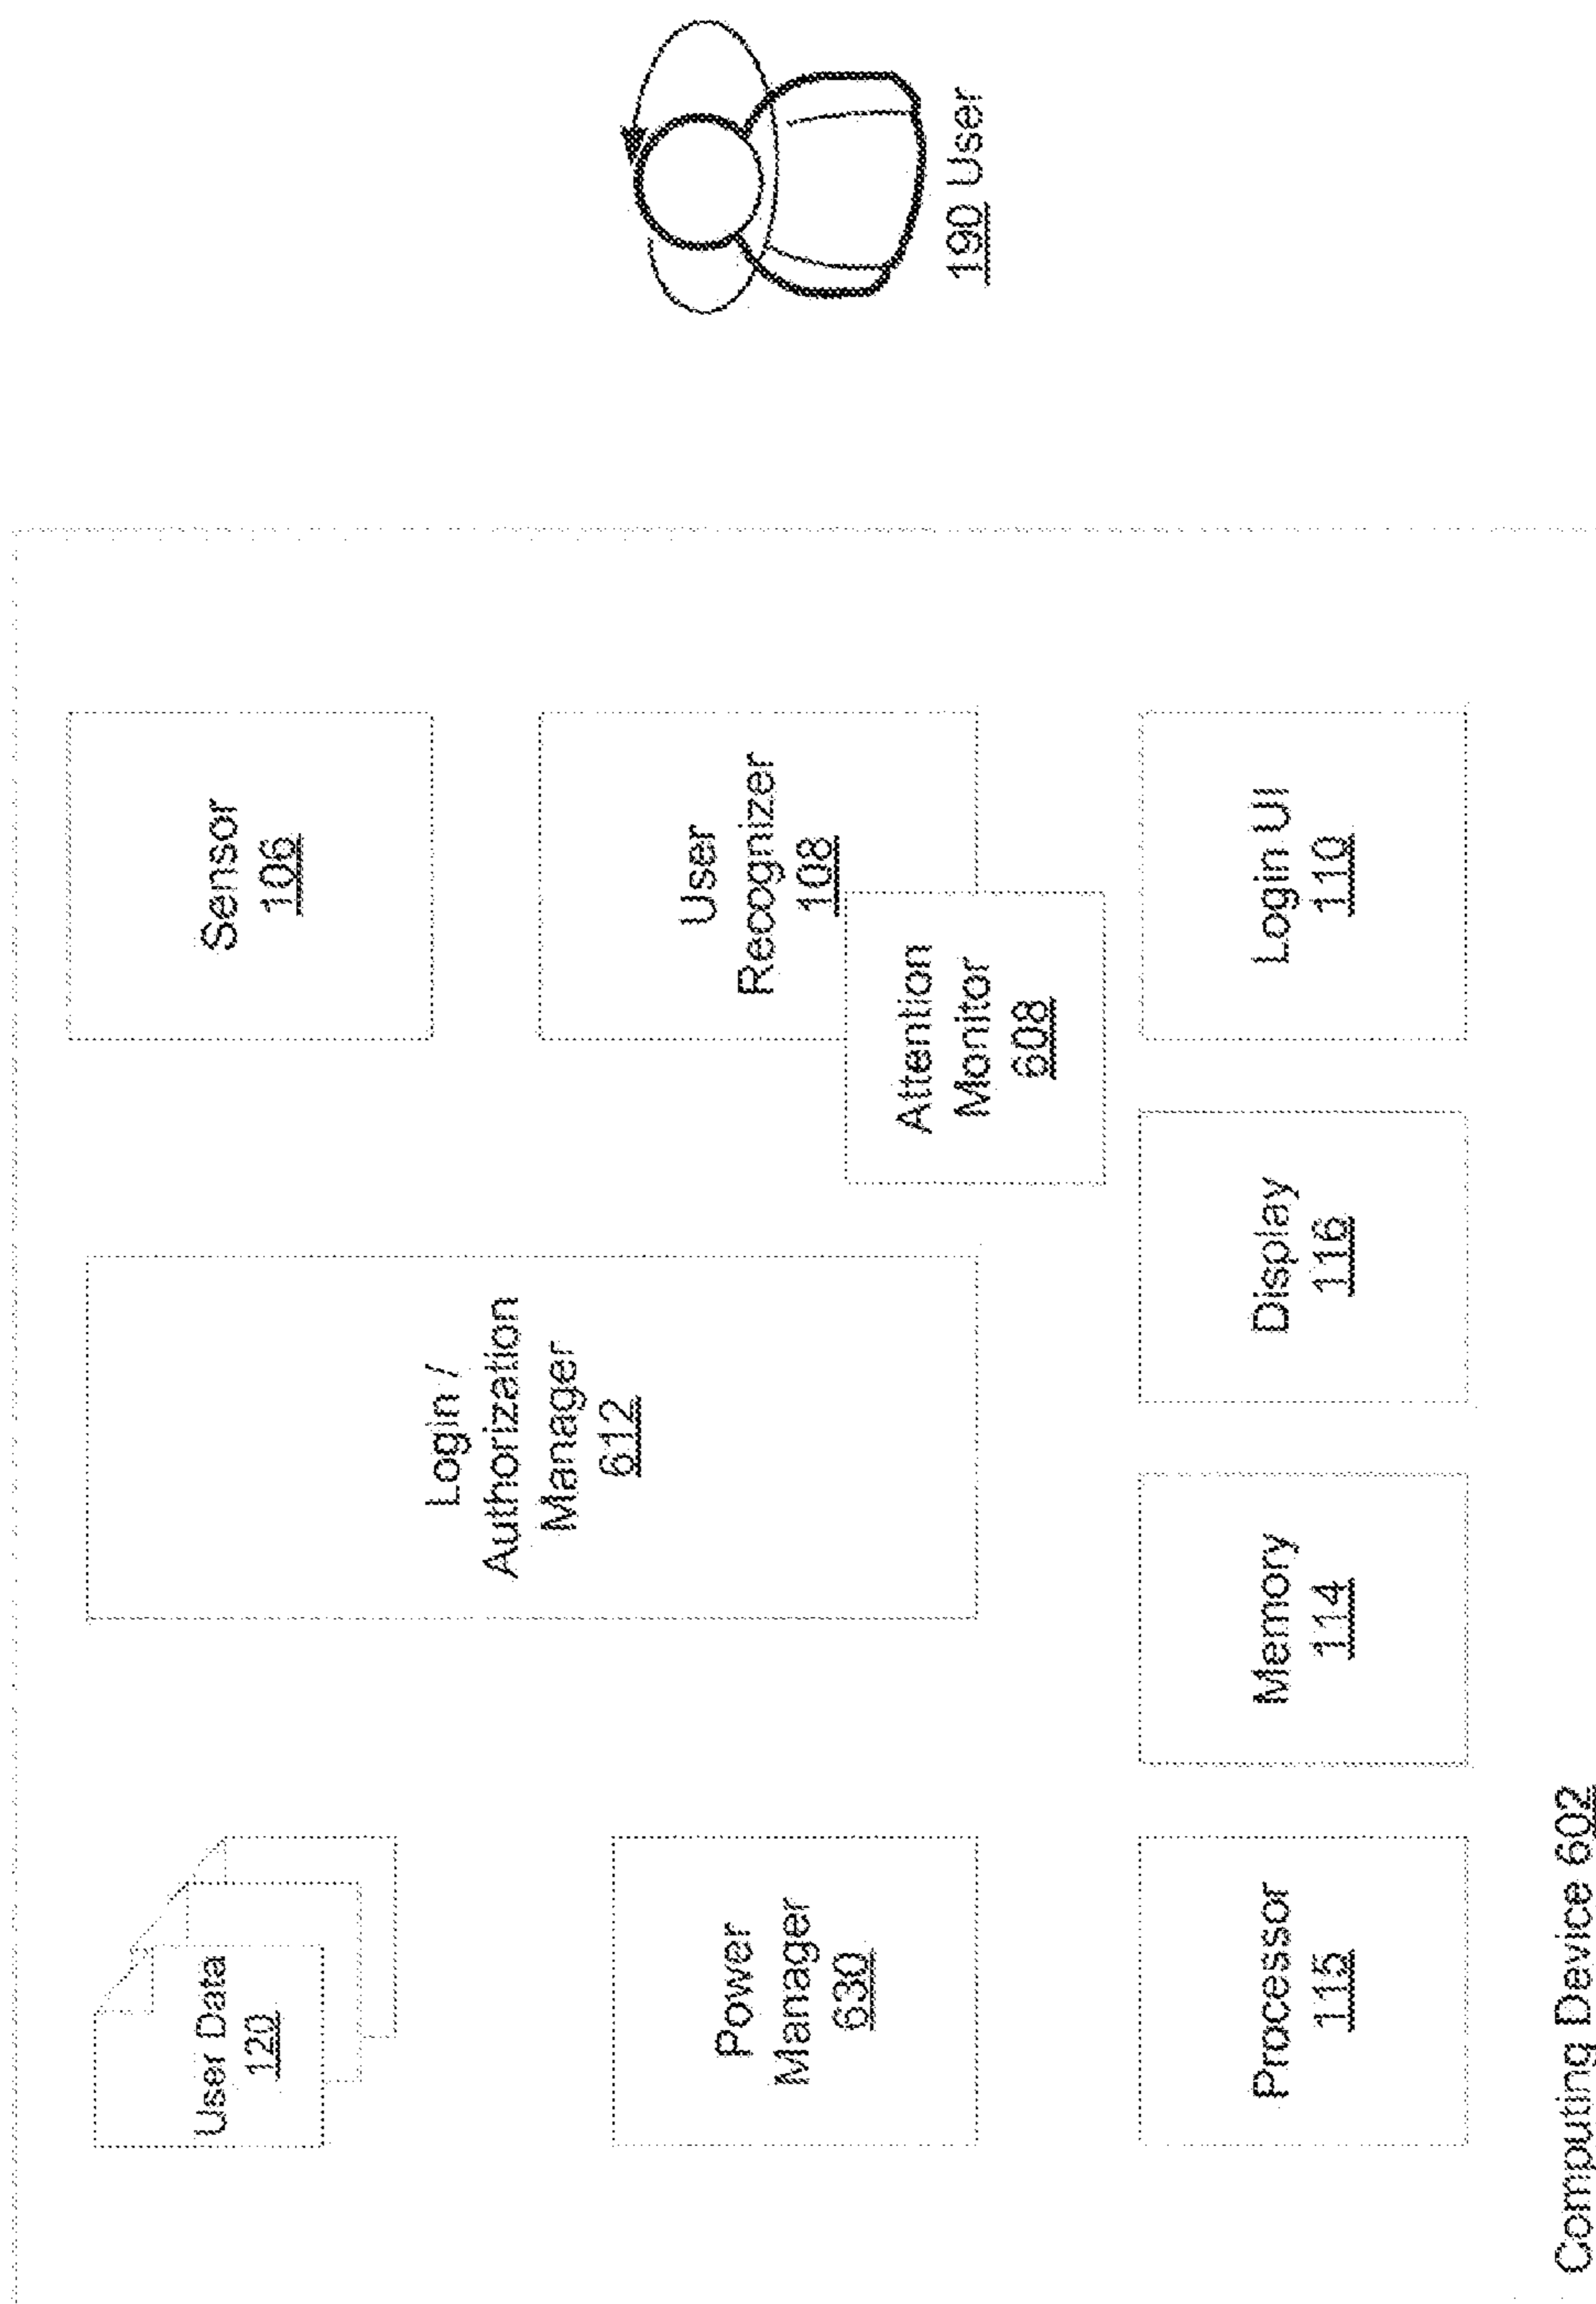 User Data
120
Login /
Authorization
Manager
612
Sensor
106
Power
Manager
630
User
Recognizer
108
Attention
Monitor
608
190 User
Processor
115
Memory
114
Display
116
Login UI
110
Computing Device 602